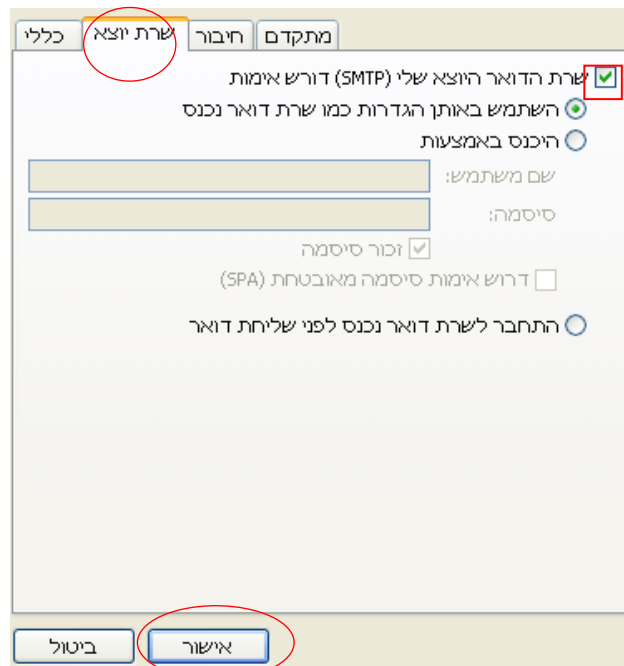 כללי שרת יוצא חיבור מתקדם
שרת הדואר היוצא שלי (SMTP) דורש אימות
השתמש באותן הגדרות כמו שרת דואר נכנס
היכנס באמצעות
שם משתמש:
סיסמה:
זכור סיסמה
דרוש אימות סיסמה מאובטחת (SPA)
התחבר לשרת דואר נכנס לפני שליחת דואר
אישור ביטול